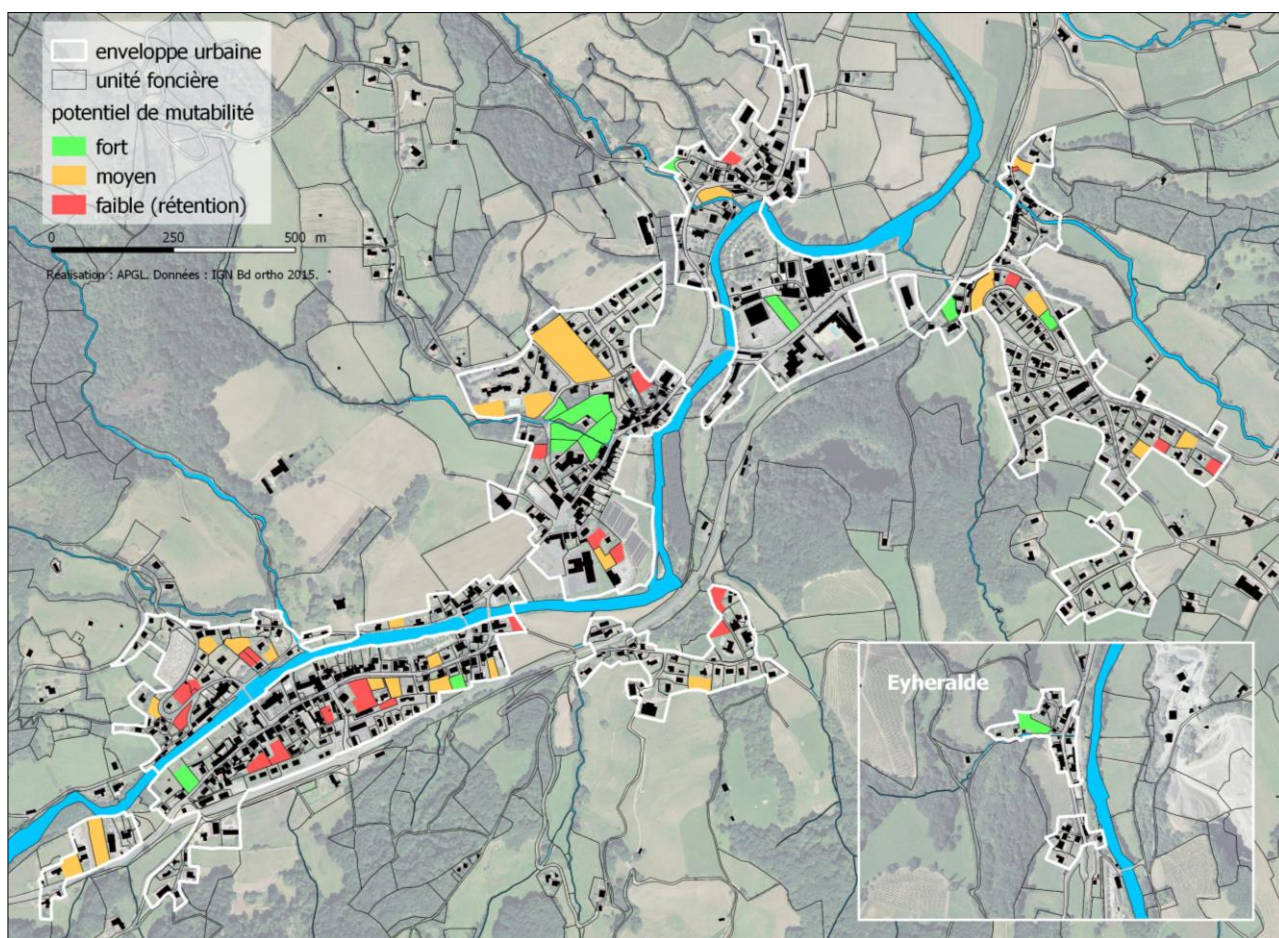 enveloppe urbaine
unité foncière
potentiel de mutabilité
fort
moyen
faible (rétention)
0 250 500 m
Réalisation : APGL. Données : IGN Bd ortho 2015.
Eyheralde